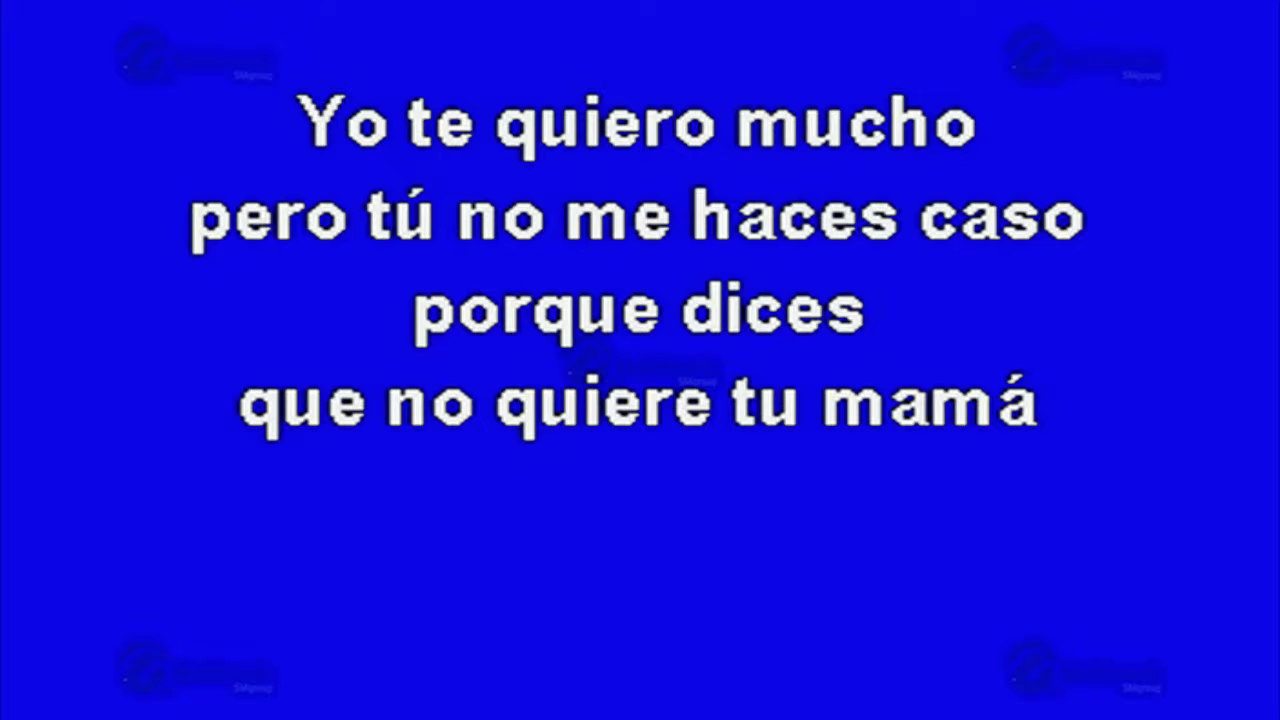 Yo te quiero mucho
pero tú no me haces caso
porque dices
que no quiere tu mamá